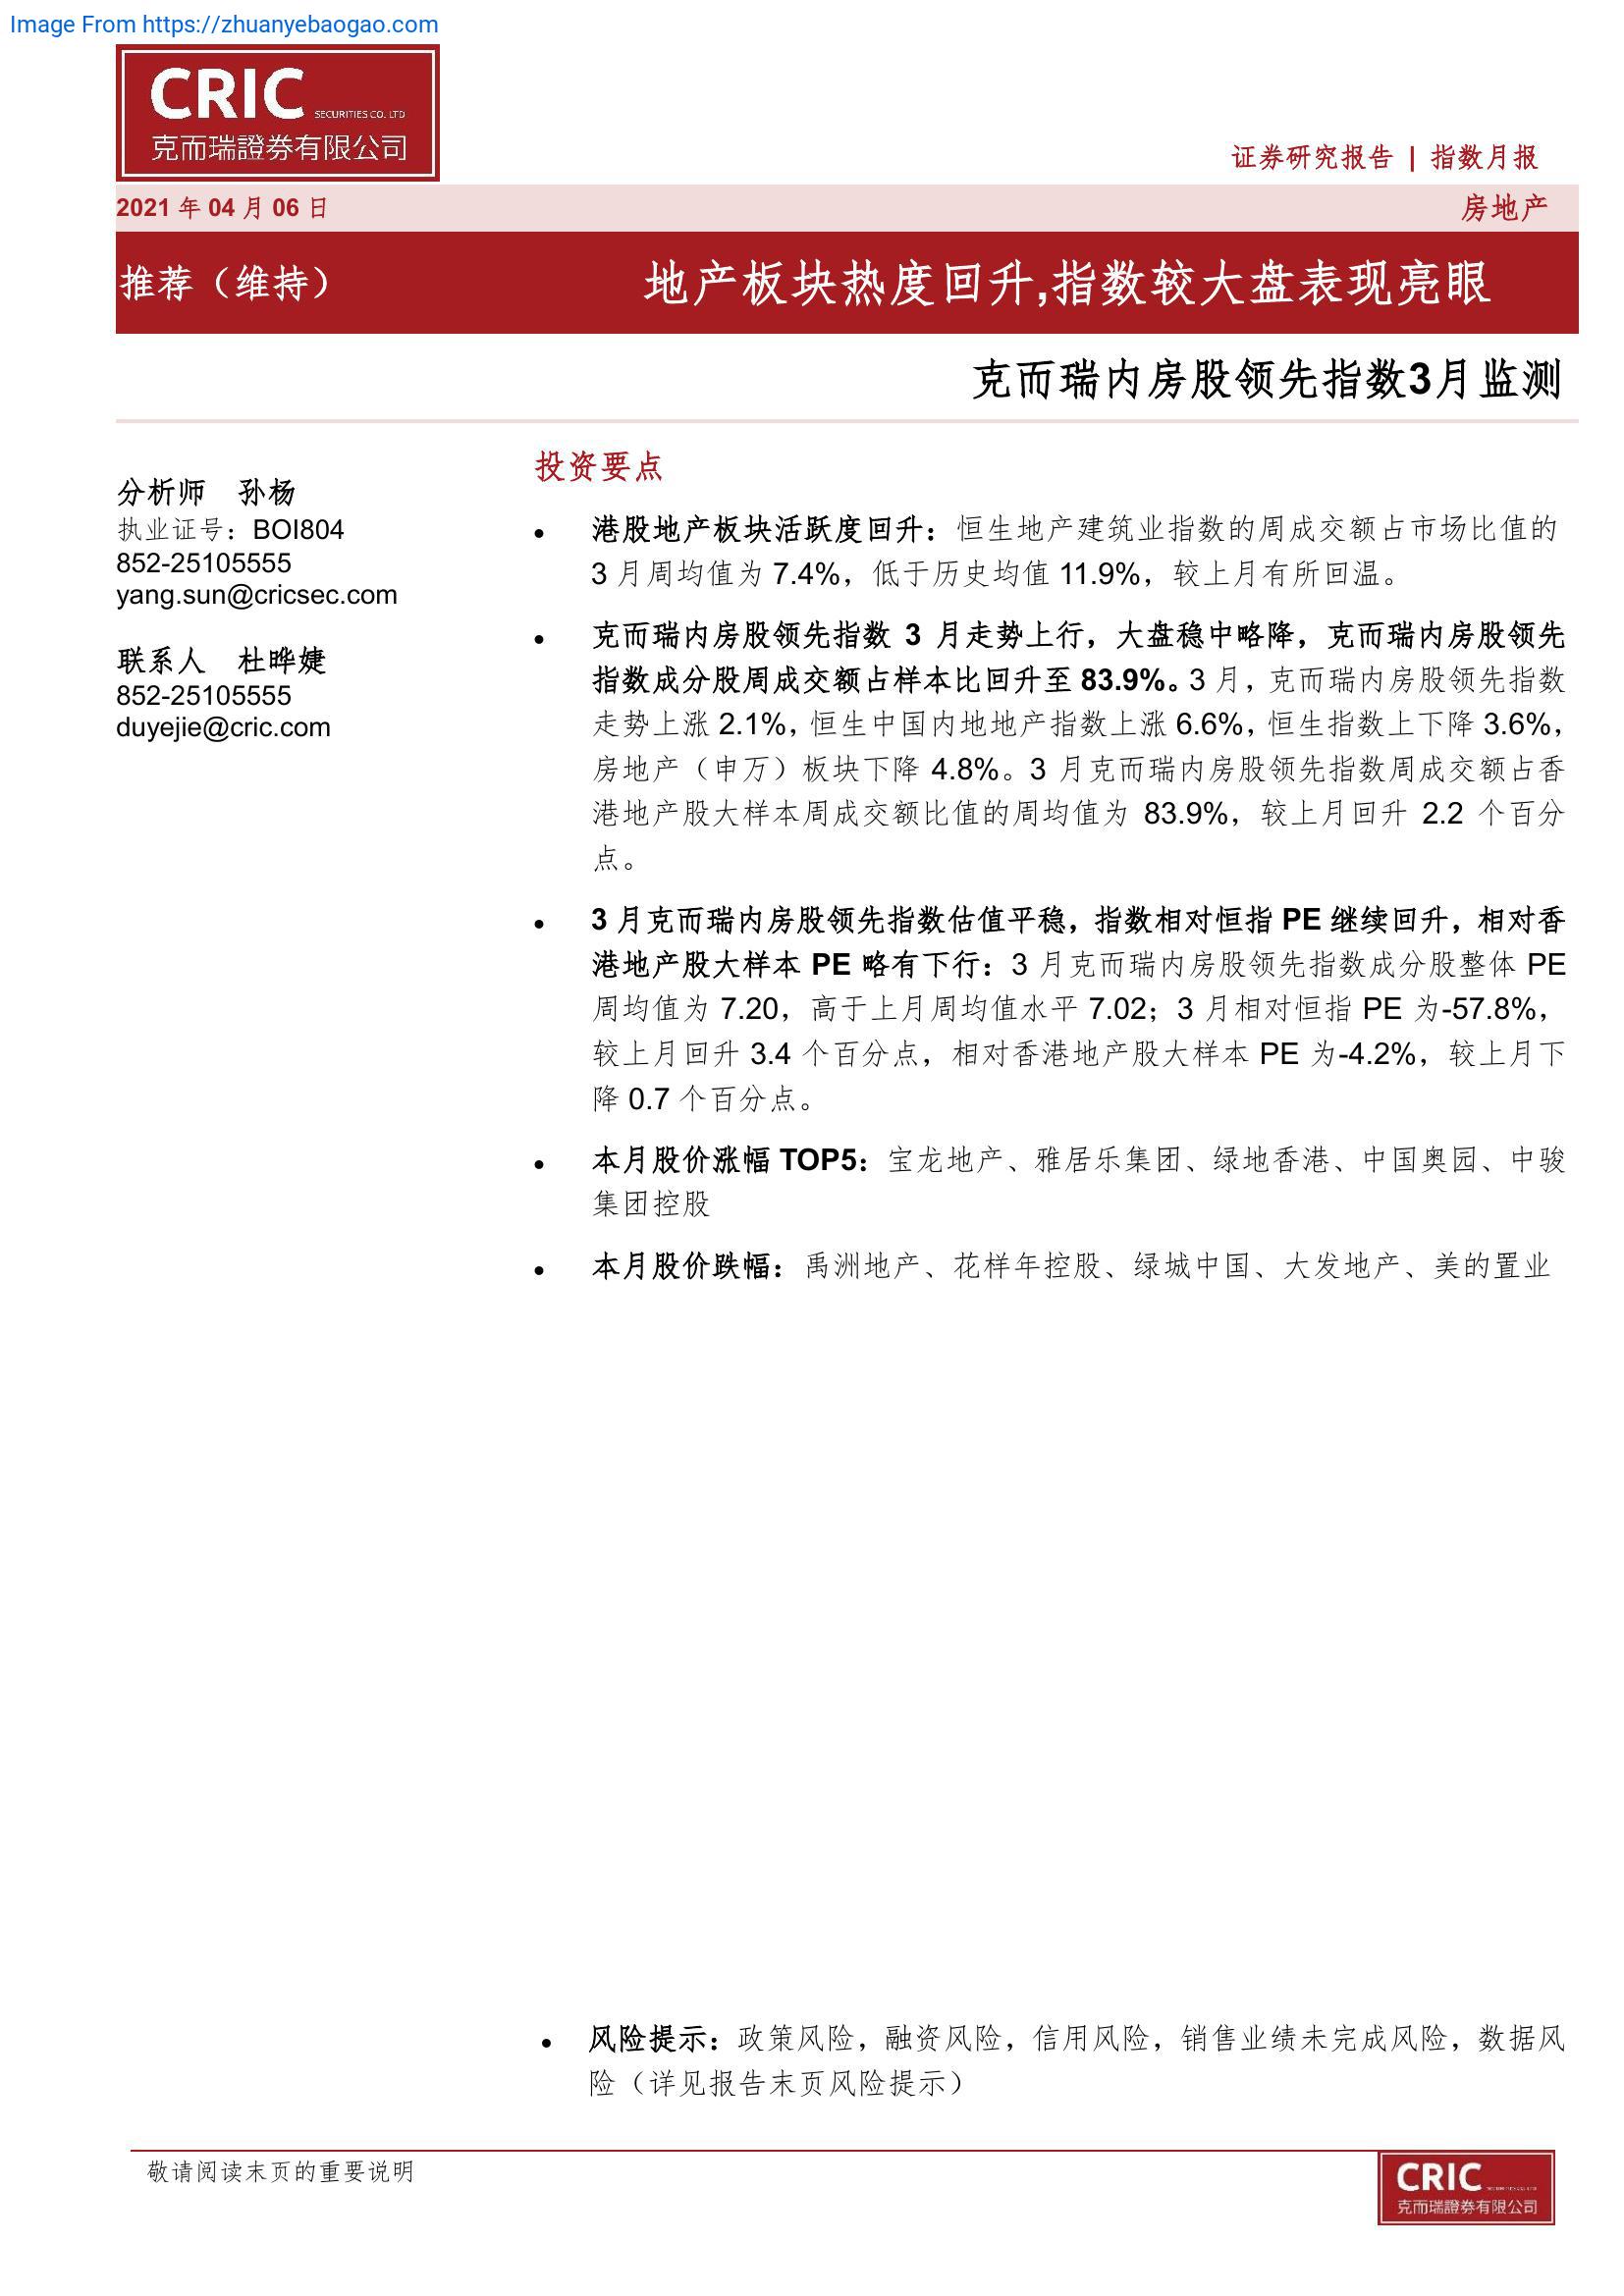 Image From https://zhuanyebaogao.com
CRIC SECURITIES CO. LTD
克而瑞證券有限公司
证券研究报告 | 指数月报
2021 年 04 月 06 日
房地产
推荐（维持）
地产板块热度回升,指数较大盘表现亮眼
克而瑞内房股领先指数3月监测
分析师 孙杨
执业证号：BOI804
852-25105555
yang.sun@cricsec.com
联系人 杜晔婕
852-25105555
duyejie@cric.com
投资要点
• 港股地产板块活跃度回升：恒生地产建筑业指数的周成交额占市场比值的
3 月周均值为 7.4%，低于历史均值 11.9%，较上月有所回温。
• 克而瑞内房股领先指数 3 月走势上行，大盘稳中略降，克而瑞内房股领先
指数成分股周成交额占样本比回升至 83.9%。3 月，克而瑞内房股领先指数
走势上涨 2.1%，恒生中国内地地产指数上涨 6.6%，恒生指数上下降 3.6%，
房地产（申万）板块下降 4.8%。3 月克而瑞内房股领先指数周成交额占香
港地产股大样本周成交额比值的周均值为 83.9%，较上月回升 2.2 个百分
点。
• 3 月克而瑞内房股领先指数估值平稳，指数相对恒指 PE 继续回升，相对香
港地产股大样本 PE 略有下行：3 月克而瑞内房股领先指数成分股整体 PE
周均值为 7.20，高于上月周均值水平 7.02；3 月相对恒指 PE 为-57.8%，
较上月回升 3.4 个百分点，相对香港地产股大样本 PE 为-4.2%，较上月下
降 0.7 个百分点。
• 本月股价涨幅 TOP5：宝龙地产、雅居乐集团、绿地香港、中国奥园、中骏
集团控股
• 本月股价跌幅：禹洲地产、花样年控股、绿城中国、大发地产、美的置业
• 风险提示：政策风险，融资风险，信用风险，销售业绩未完成风险，数据风
险（详见报告末页风险提示）
敬请阅读末页的重要说明
CRIC
克而瑞證券有限公司